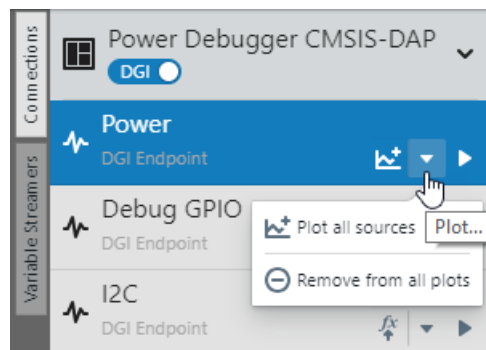 Connections
Variable Streamers
Power Debugger CMSIS-DAP
DGI
Power
DGI Endpoint
Debug GPIO
DGI Endpoint
Plot all sources
Plot...
Remove from all plots
I2C
DGI Endpoint
fx